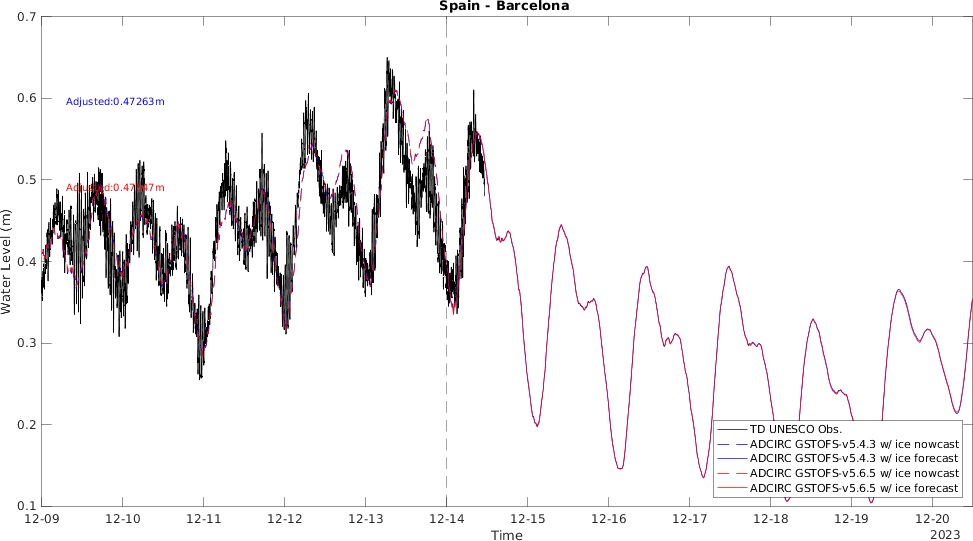 Spain - Barcelona
0.7
0.6
0.5
0.4
0.3
0.2
0.1
Water Level (m)
Adjusted:0.47263m
TD UNESCO Obs.
ADCIRC GSTOFS-v5.4.3 w/ ice nowcast
ADCIRC GSTOFS-v5.4.3 w/ ice forecast
ADCIRC GSTOFS-v5.6.5 w/ ice nowcast
ADCIRC GSTOFS-v5.6.5 w/ ice forecast
12-09 12-10 12-11 12-12 12-13 12-14 12-15 12-16 12-17 12-18 12-19 12-20
Time
2023